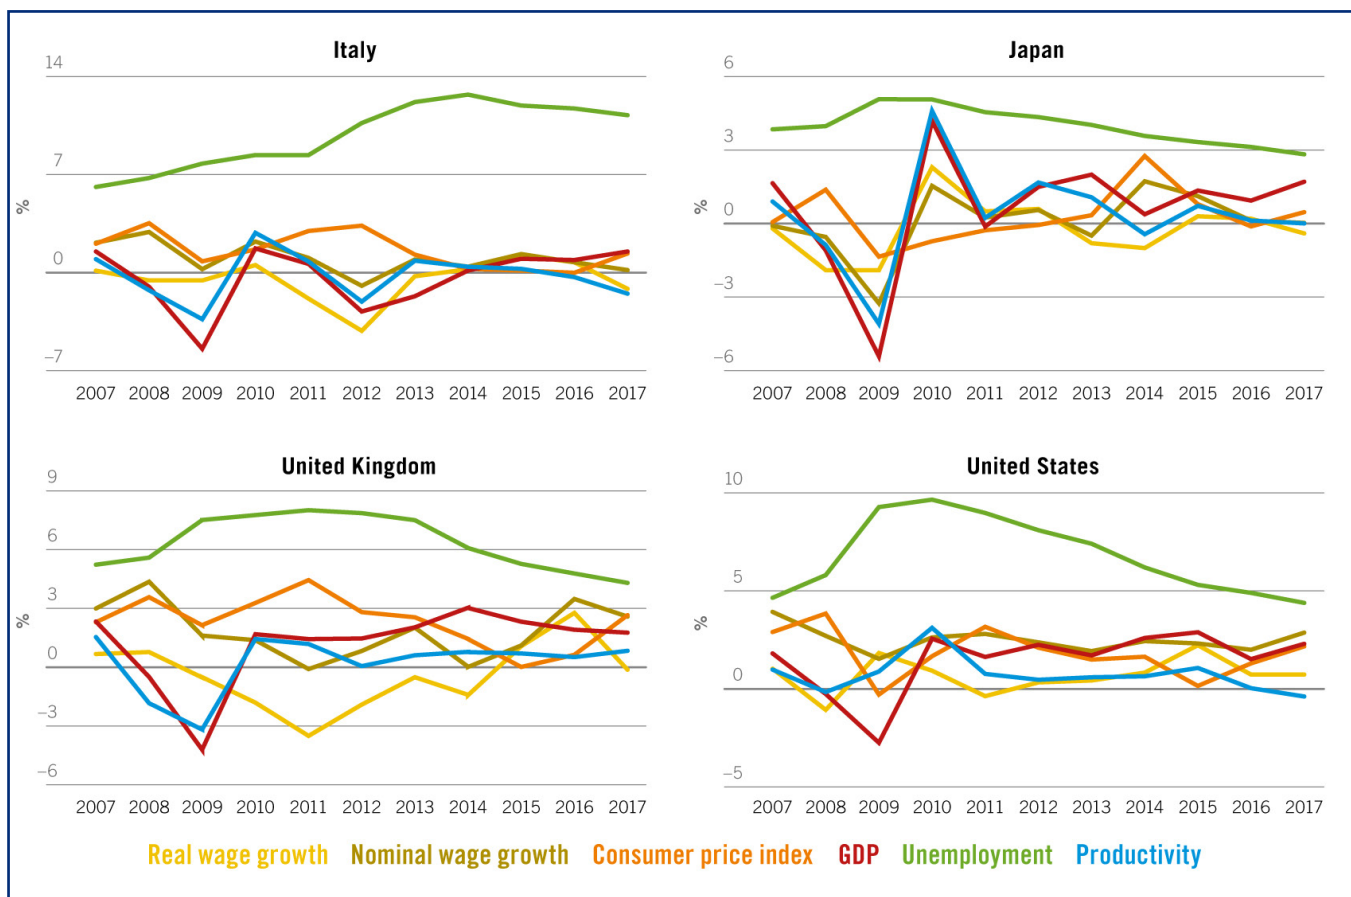 Italy
14
7
0
–7
%
2007 2008 2009 2010 2011 2012 2013 2014 2015 2016 2017
Japan
6
3
0
–3
–6
%
2007 2008 2009 2010 2011 2012 2013 2014 2015 2016 2017
United Kingdom
9
6
3
0
–3
–6
%
2007 2008 2009 2010 2011 2012 2013 2014 2015 2016 2017
United States
10
5
0
–5
%
2007 2008 2009 2010 2011 2012 2013 2014 2015 2016 2017
Real wage growth Nominal wage growth Consumer price index GDP Unemployment Productivity